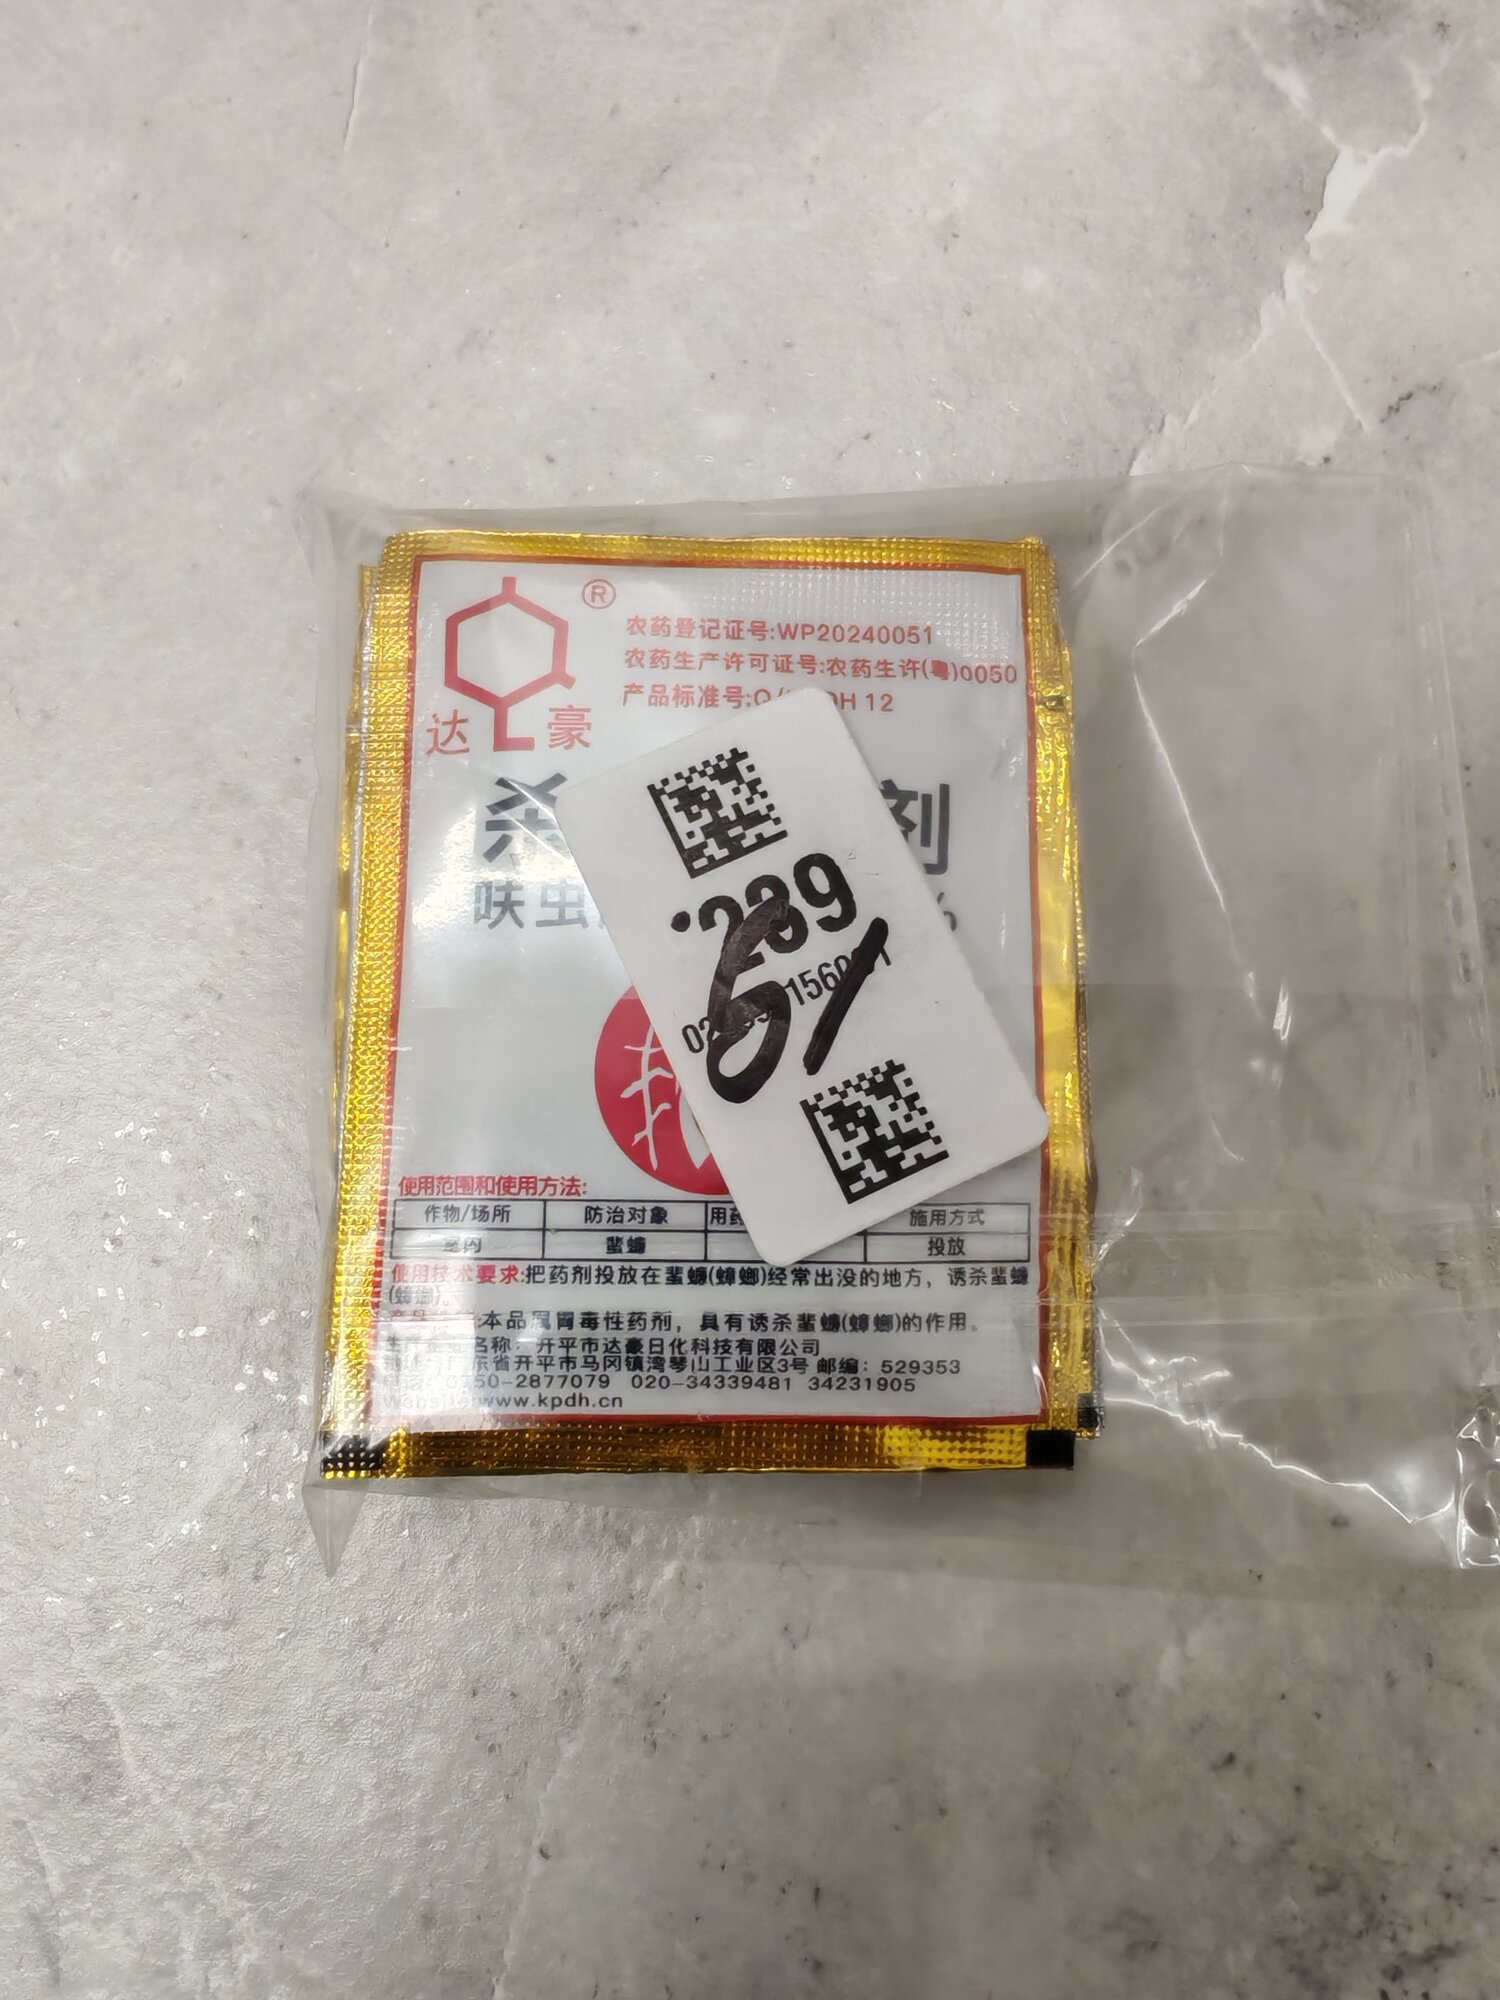 ®
达 豪
农药登记证号:WP20240051
农药生产许可证号:农药生许(粤)0050
产品标准号:Q/ DH 12
杀 剂
呋虫 %
239
6/
使用范围和使用方法:
作物/场所 防治对象 用药 施用方式
室内 蜚蠊 投放
使用技术要求:把药剂投放在蜚蠊(蟑螂)经常出没的地方，诱杀蜚蠊
(蟑螂)
本品属胃毒性药剂，具有诱杀蜚蠊(蟑螂)的作用。
名称：开平市达豪日化科技有限公司
东省开平市马冈镇湾琴山工业区3号 邮编：529353
0750-2877079 020-34339481 34231905
www.kpdh.cn